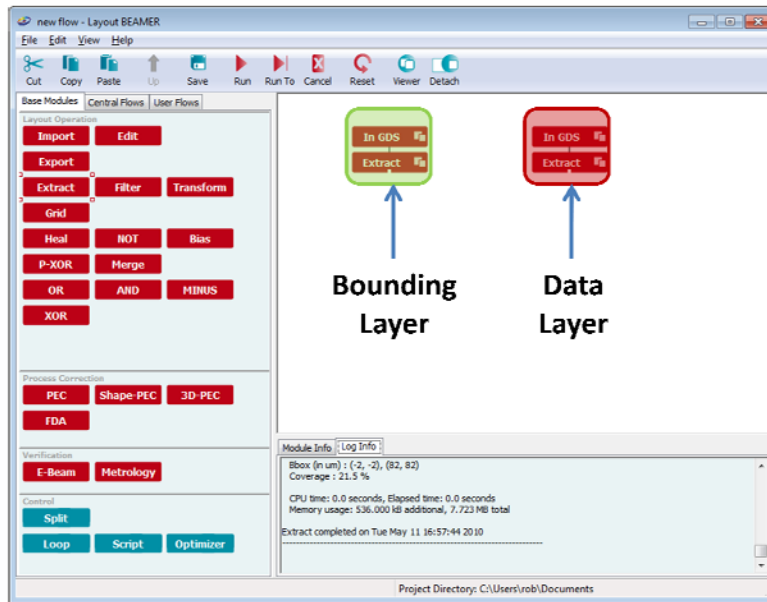 new flow - Layout BEAMER
File Edit View Help
Cut Copy Paste Up Save Run Run To Cancel Reset Viewer Detach
Base Modules Central Flows User Flows
Layout Operation
Import Edit
Export
Extract Filter Transform
Grid
Heal NOT Bias
P-XOR Merge
OR AND MINUS
XOR
Process Correction
PEC Shape-PEC 3D-PEC
FDA
Verification
E-Beam Metrology
Control
Split
Loop Script Optimizer
In GDS
Extract
In GDS
Extract
Bounding
Layer
Data
Layer
Module Info Log Info
Bbox (in um) : (-2, -2), (82, 82)
Coverage : 21.5 %
CPU time: 0.0 seconds, Elapsed time: 0.0 seconds
Memory usage: 536.000 kB additional, 7.723 MB total
Extract completed on Tue May 11 16:57:44 2010
--------------------------------------------------------------------------------
Project Directory: C:\Users\rob\Documents